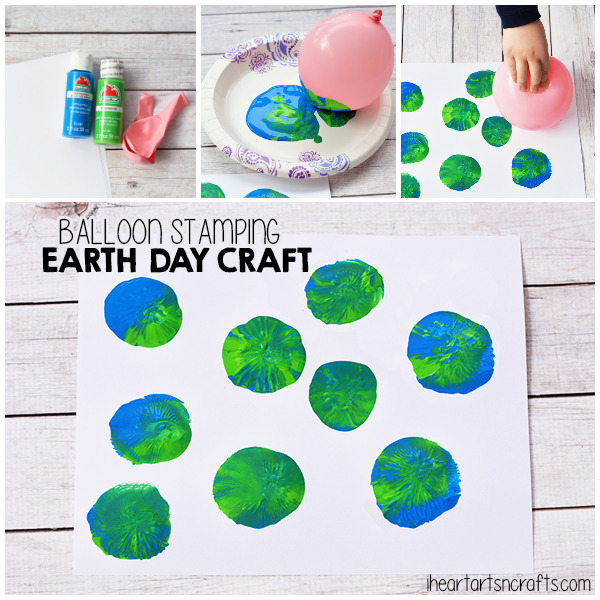 BALLOON STAMPING
EARTH DAY CRAFT
iheartartsncrafts.com